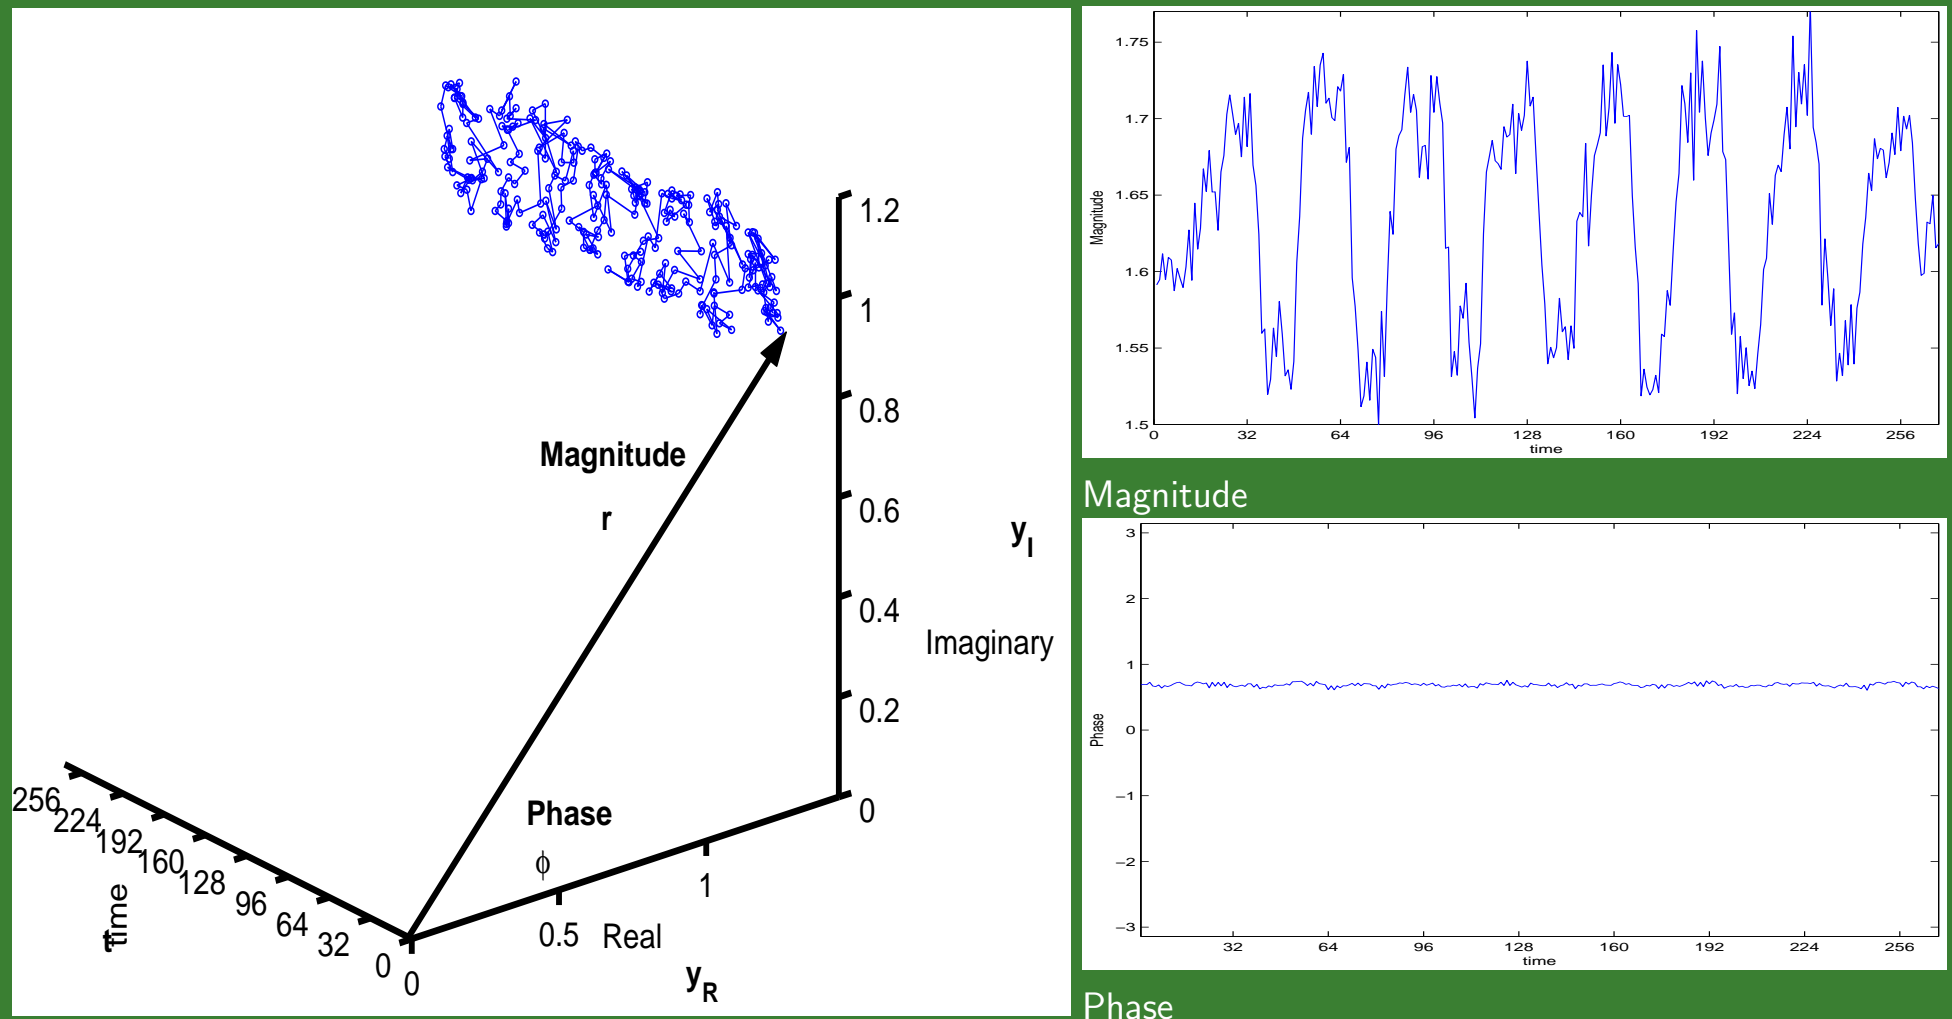 1.2
1
0.8
Magnitude
r
0.6
y_I
0.4
Imaginary
0.2
Phase
0
ϕ
256
224
192
160
128
96
64
32
0
t
time
0
0.5
1
Real
y_R
1.75
1.7
1.65
1.6
1.55
1.5
Magnitude
0 32 64 96 128 160 192 224 256
time
Magnitude
3
2
1
0
−1
−2
−3
Phase
32 64 96 128 160 192 224 256
time
Phase